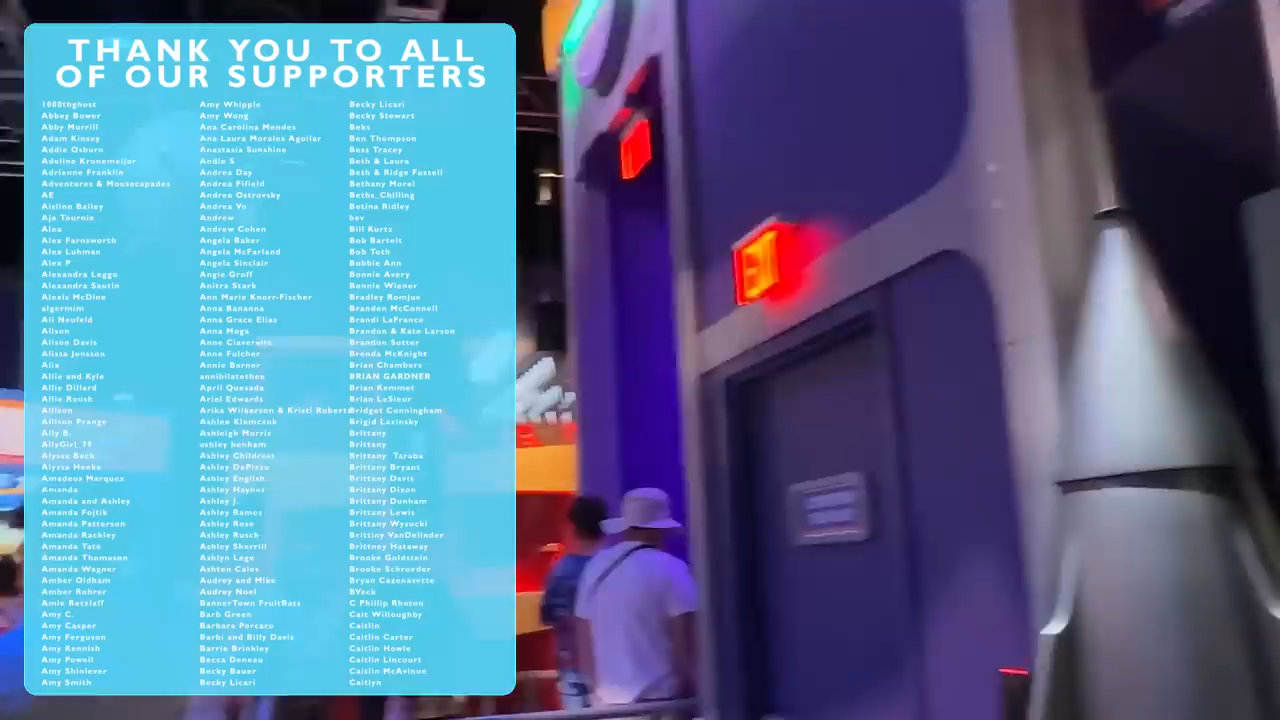 THANK YOU TO ALL
OF OUR SUPPORTERS
1000thghost
Abbey Bower
Abby Morrill
Adam Kinsey
Addie Osburn
Adeline Kronemeijer
Adrienne Franklin
Adventures & Mousecapades
AE
Aislinn Bailey
Aja Tournie
Alea
Alex Farnsworth
Alex Luhman
Alex P
Alexandra Leggo
Alexandra Sautin
Alexis McDine
algermim
Ali Neufeld
Alison
Alison Davis
Alissa Jonsson
Alix
Allie and Kyle
Allie Dillard
Allie Roush
Allison
Allison Prange
Ally B.
AllyGirl_79
Alyssa Beck
Alyssa Heeke
Amadeus Marquez
Amanda
Amanda and Ashley
Amanda Fojtik
Amanda Patterson
Amanda Rackley
Amanda Tate
Amanda Thomason
Amanda Wagner
Amber Oldham
Amber Rohrer
Amie Retzlaff
Amy C.
Amy Casper
Amy Ferguson
Amy Kennish
Amy Powell
Amy Shinlever
Amy Smith
Amy Whipple
Amy Wong
Ana Carolina Mendes
Ana Laura Morales Aguilar
Anastasia Sunshine
Andie S
Andrea Day
Andrea Fifield
Andrea Ostrovsky
Andrea Vo
Andrew
Andrew Cohen
Angela Baker
Angela McFarland
Angela Sinclair
Angie Groff
Anitra Stark
Ann Marie Knorr-Fischer
Anna Bananna
Anna Grace Elias
Anna Moga
Anne Claverolis
Anne Fulcher
Annie Barner
annibilatethee
April Quesada
Ariel Edwards
Arika Wilkerson & Kristi Roberts
Ashlee Klemczuk
Ashleigh Morris
ashley benham
Ashley Childress
Ashley DePizzo
Ashley English
Ashley Haynes
Ashley J.
Ashley Ramos
Ashley Rose
Ashley Rusch
Ashley Sherrill
Ashlyn Lege
Ashten Cales
Audrey and Mike
Audrey Noel
BannerTown FruitBats
Barb Green
Barbara Porcaro
Barbi and Billy Davis
Barrie Brinkley
Becca Deneau
Becky Bauer
Becky Licari
Becky Licari
Becky Stewart
Beks
Ben Thompson
Bess Tracey
Beth & Laura
Beth & Ridge Fussell
Bethany Morel
Beths_Chilling
Betina Ridley
bev
Bill Kurtz
Bob Bartelt
Bob Toth
Bobbie Ann
Bonnie Avery
Bonnie Wiener
Bradley Romjue
Branden McConnell
Brandi LaFrance
Brandon & Kate Larson
Brandon Sutter
Brenda McKnight
Brian Chambers
BRIAN GARDNER
Brian Kemmet
Brian LeSieur
Bridget Cunningham
Brigid Lazinsky
Brittany
Brittany
Brittany Taraba
Brittany Bryant
Brittany Davis
Brittany Dixon
Brittany Dunham
Brittany Lewis
Brittany Wysocki
Brittiny VanDelinder
Brittney Hataway
Brooke Goldstein
Brooke Schroeder
Bryan Cazenavette
BVeck
C Phillip Rhoton
Cait Willoughby
Caitlin
Caitlin Carter
Caitlin Howle
Caitlin Lincourt
Caitlin McAvinue
Caitlyn
EXIT